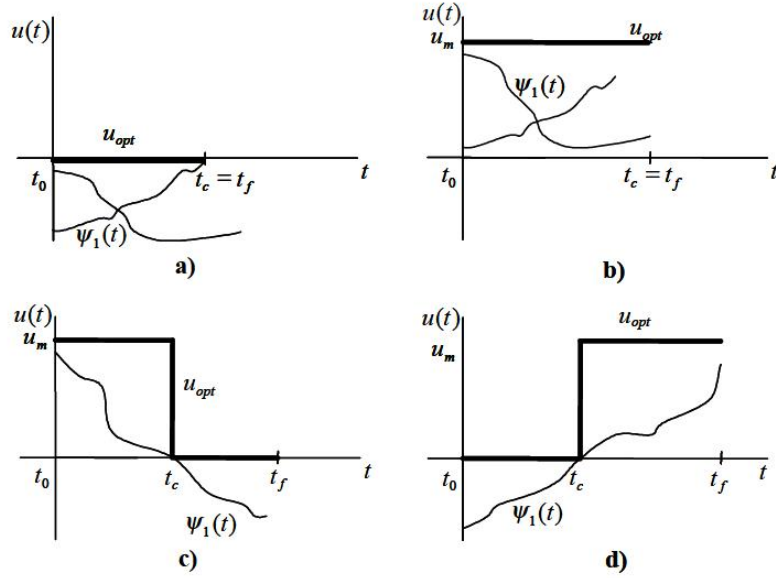 u(t)
u_opt
t_0
t_c = t_f
t
ψ_1(t)
a)
u(t)
u_m
u_opt
ψ_1(t)
t_0
t_c = t_f
t
b)
u(t)
u_m
u_opt
t_0
t_c
t_f
t
ψ_1(t)
c)
u(t)
u_m
u_opt
t_0
t_c
t_f
t
ψ_1(t)
d)